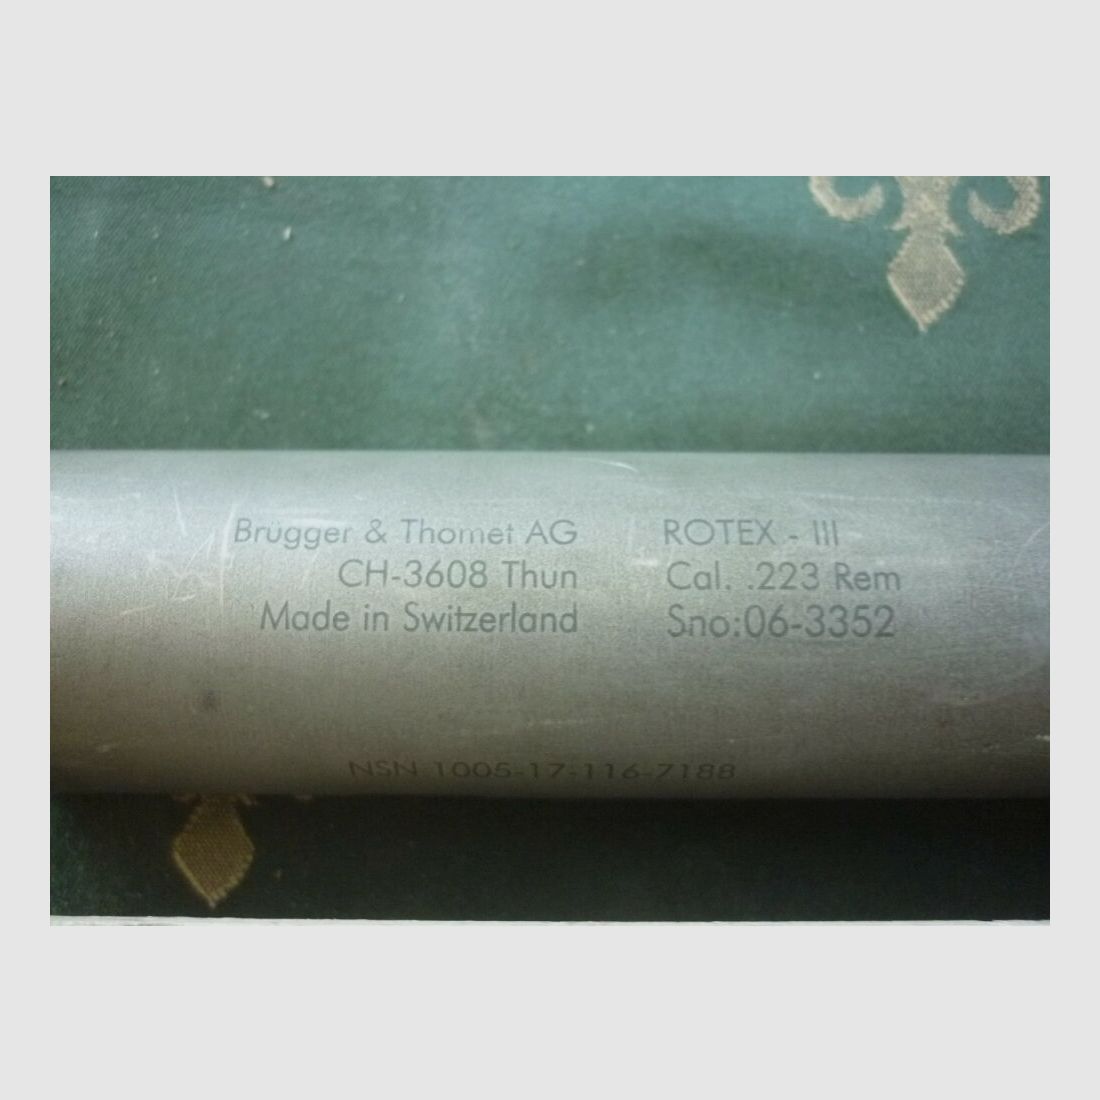 Brügger & Thomet AG
CH-3608 Thun
Made in Switzerland
ROTEX - III
Cal. .223 Rem
Sno:06-3352
NSN 1005-17-116-7188